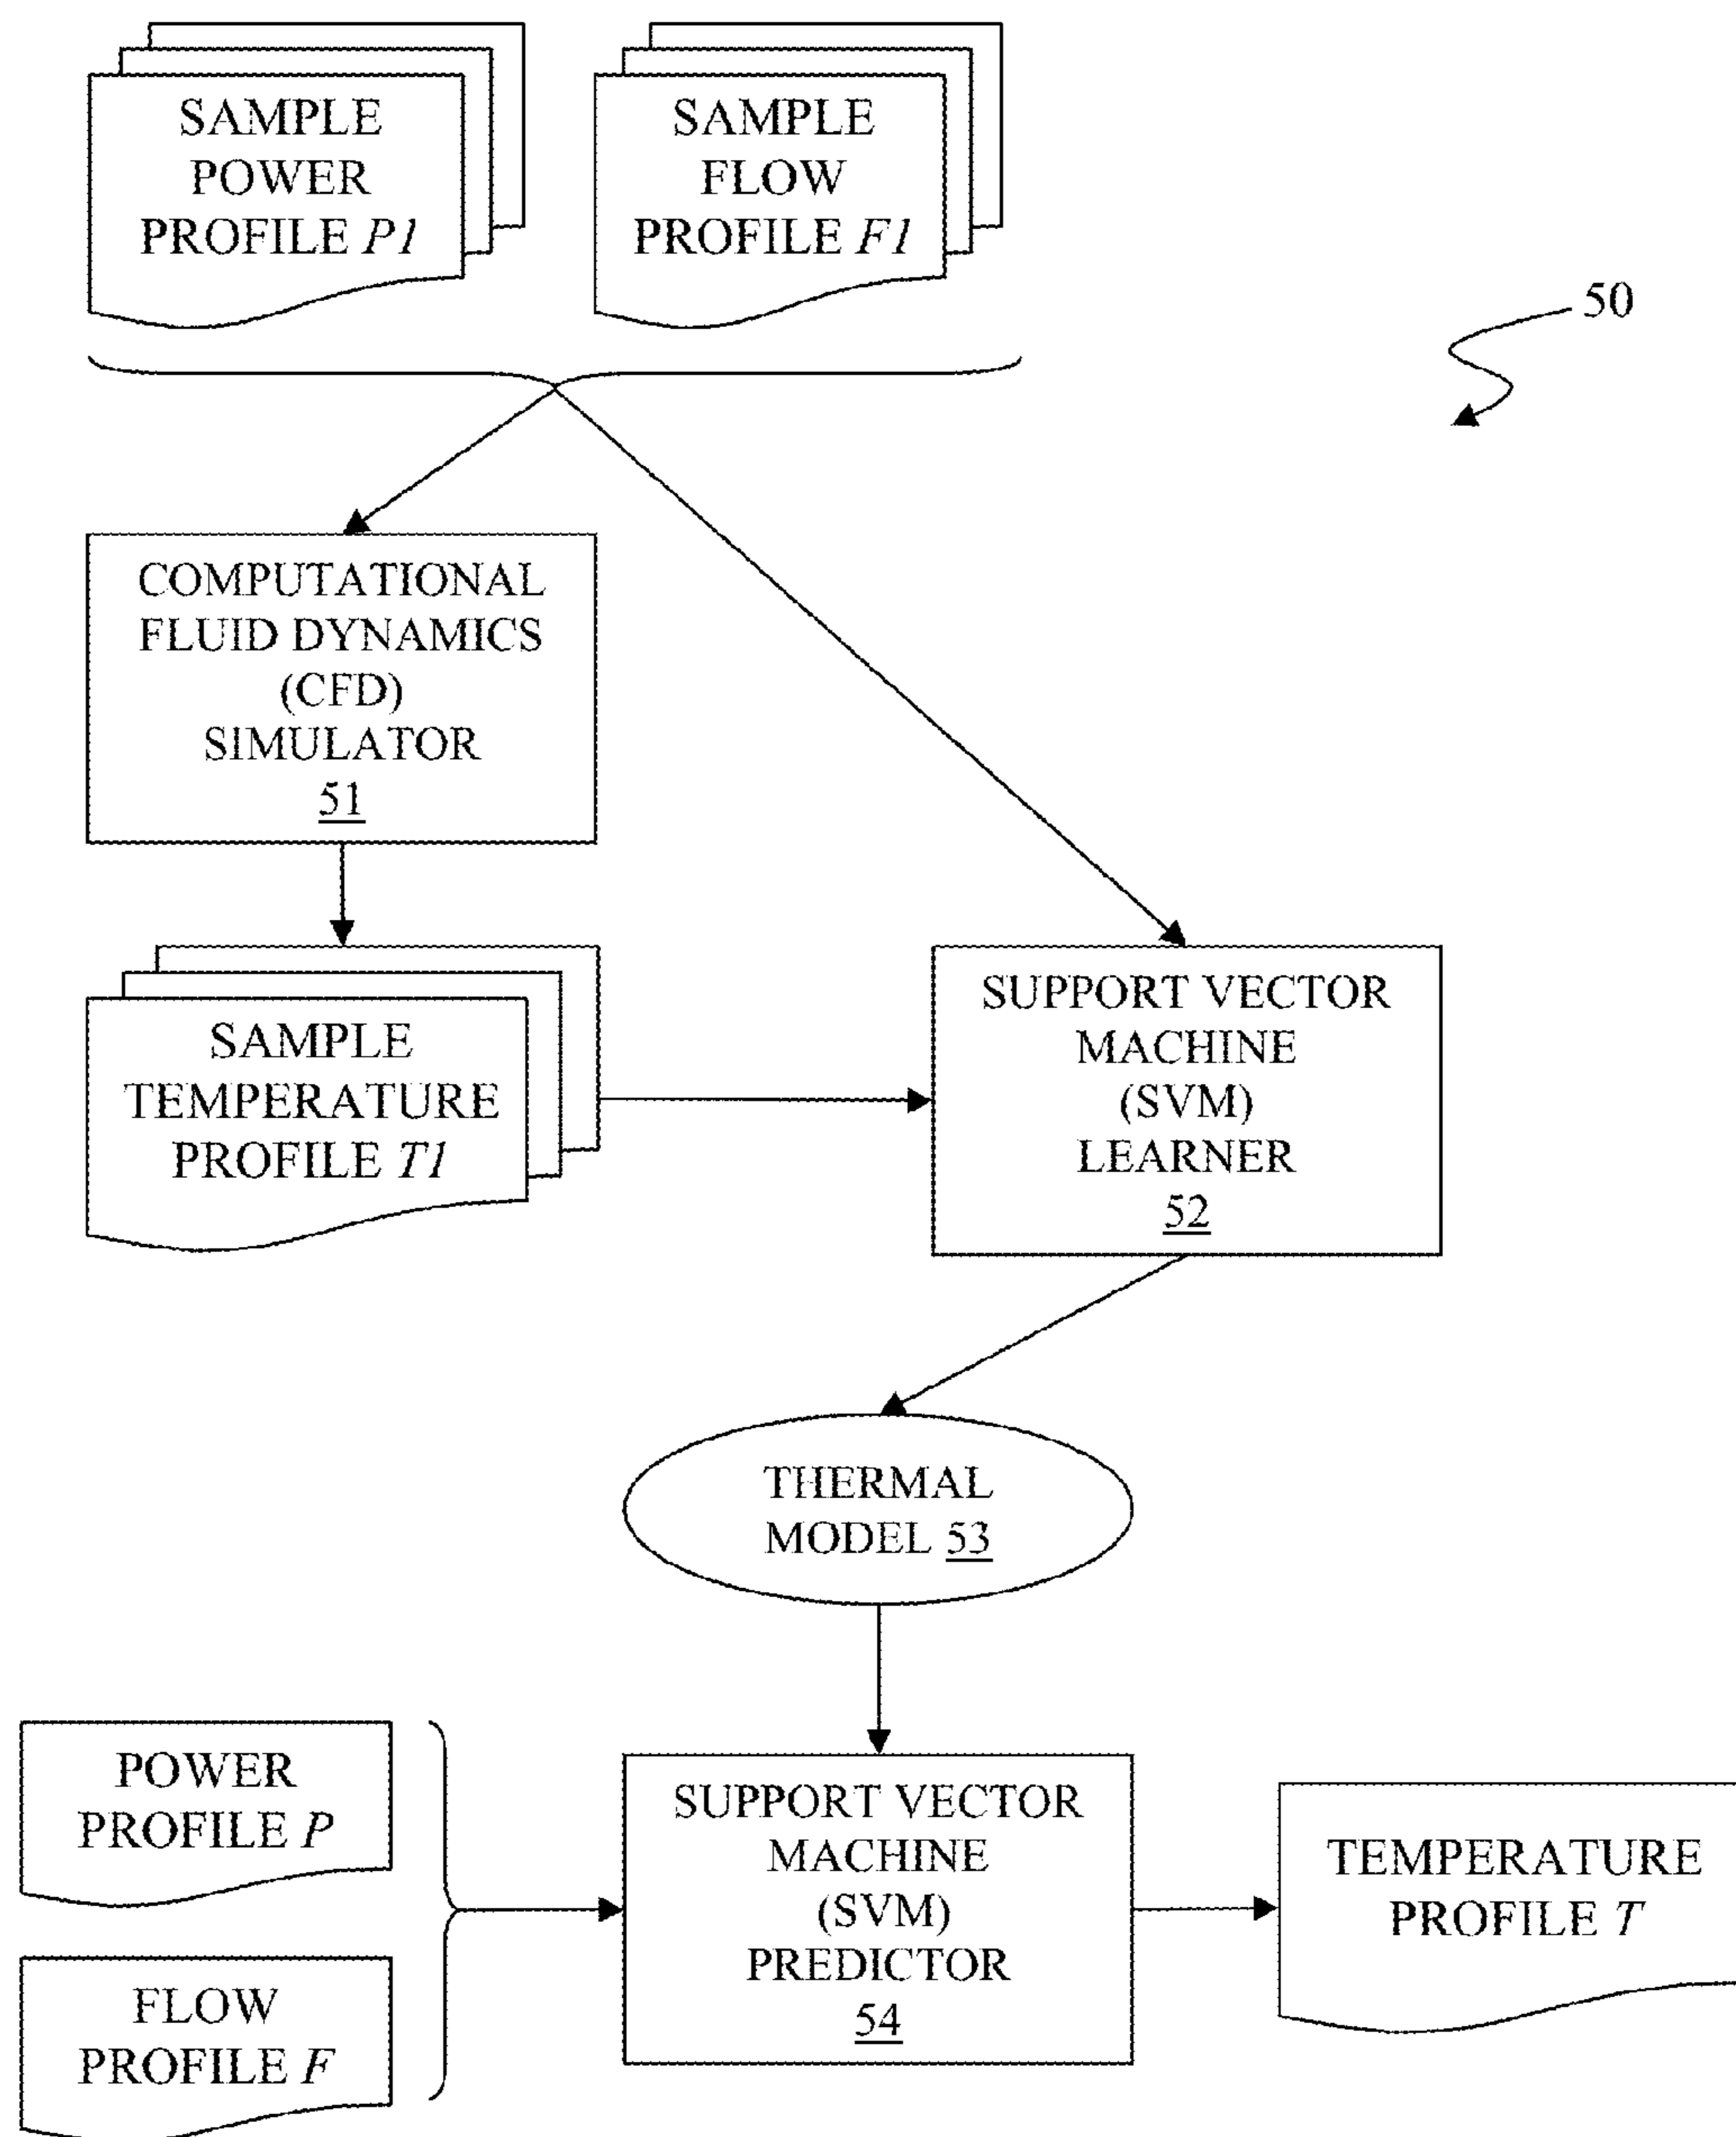 SAMPLE
POWER
PROFILE P1
SAMPLE
FLOW
PROFILE F1
50
COMPUTATIONAL
FLUID DYNAMICS
(CFD)
SIMULATOR
51
SAMPLE
TEMPERATURE
PROFILE T1
SUPPORT VECTOR
MACHINE
(SVM)
LEARNER
52
THERMAL
MODEL 53
POWER
PROFILE P
FLOW
PROFILE F
SUPPORT VECTOR
MACHINE
(SVM)
PREDICTOR
54
TEMPERATURE
PROFILE T